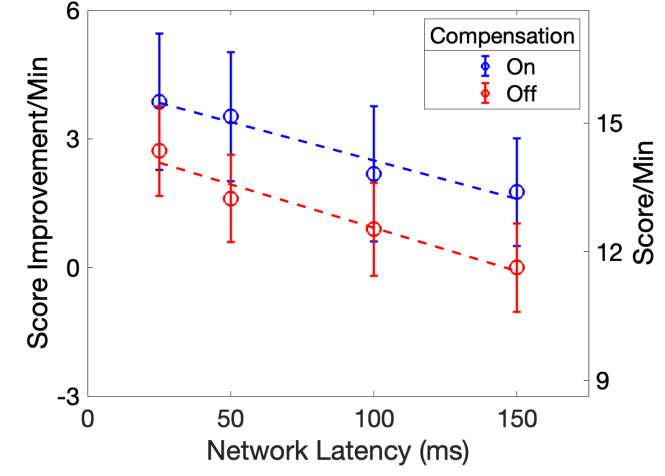 6
3
0
-3
Score Improvement/Min
Compensation
On
Off
15
12
9
Score/Min
0
50
100
150
Network Latency (ms)